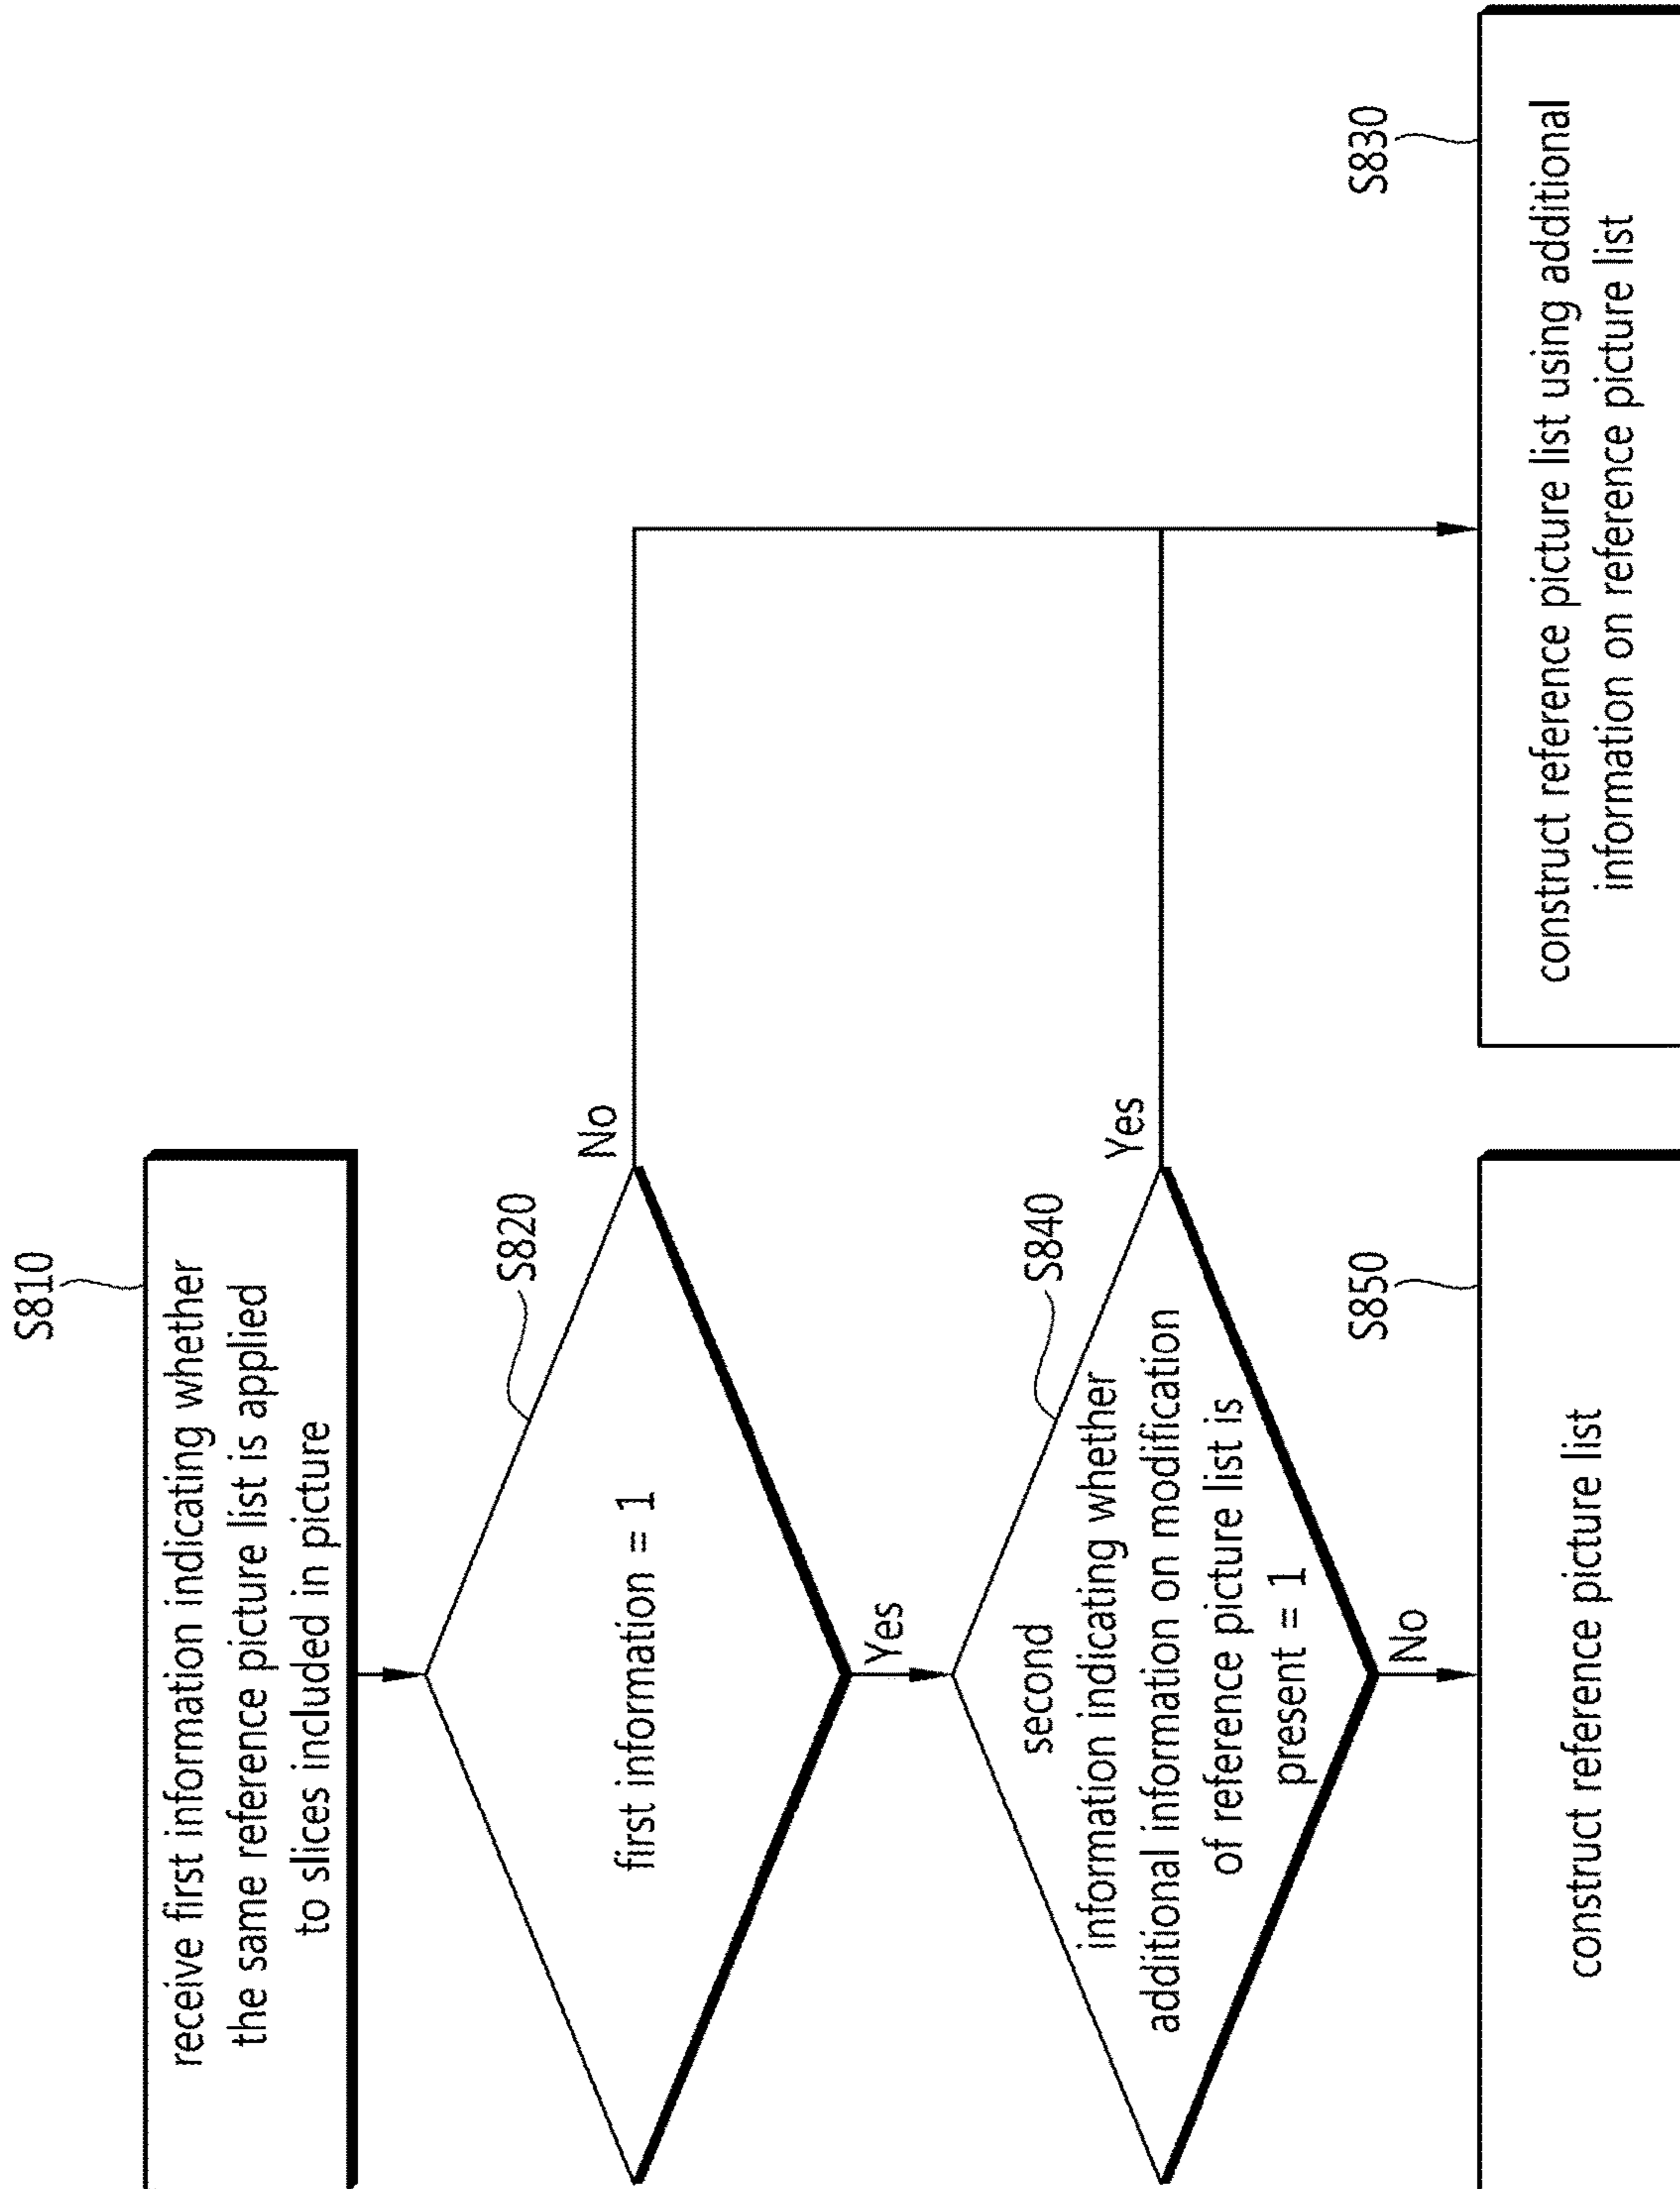 S810
receive first information indicating whether
the same reference picture list is applied
to slices included in picture
S820
first information = 1
No
Yes
S840
second
information indicating whether
additional information on modification
of reference picture list is
present = 1
Yes
No
S850
construct reference picture list
S830
construct reference picture list using additional
information on reference picture list